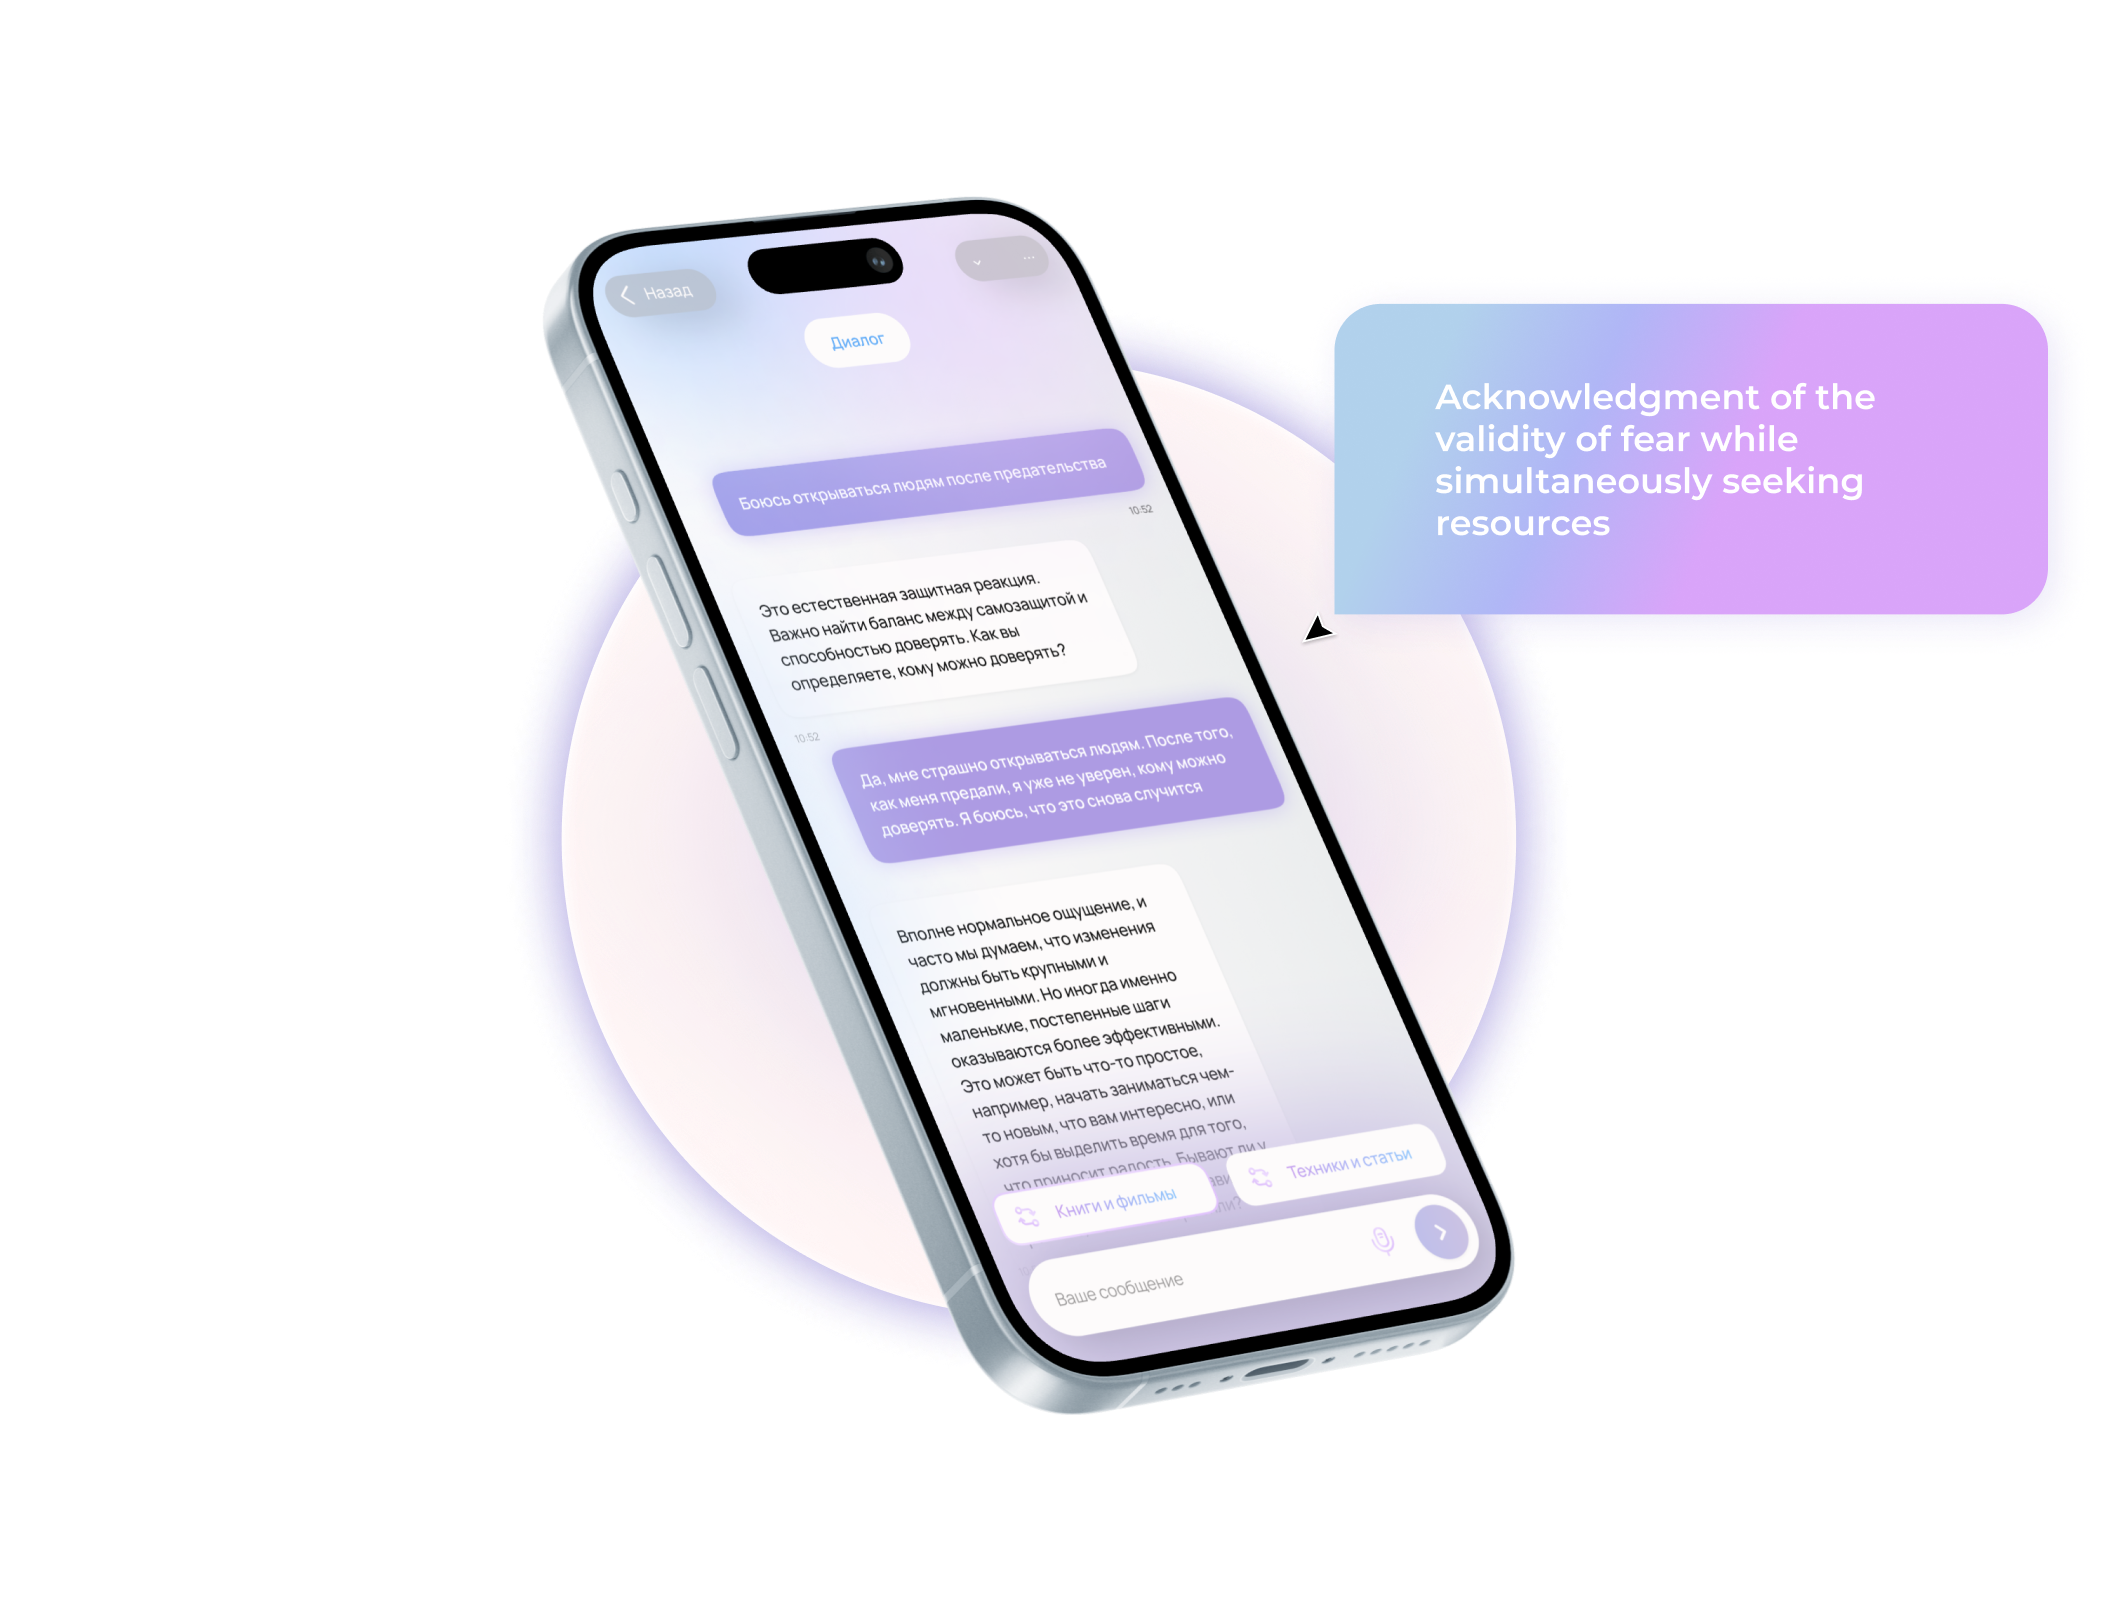 Назад
Диалог
Боюсь открываться людям после предательства
10:52
Это естественная защитная реакция.
Важно найти баланс между самозащитой и
способностью доверять. Как вы
определяете, кому можно доверять?
10:52
Да, мне страшно открываться людям. После того,
как меня предали, я уже не уверен, кому можно
доверять. Я боюсь, что это снова случится
Вполне нормальное ощущение, и
часто мы думаем, что изменения
должны быть крупными и
мгновенными. Но иногда именно
маленькие, постепенные шаги
оказываются более эффективными.
Это может быть что-то простое,
например, начать заниматься чем-
то новым, что вам интересно, или
хотя бы выделить время для того,
что приносит радость. Бывают ли у
Книги и фильмы
Техники и статьи
Ваше сообщение
Acknowledgment of the
validity of fear while
simultaneously seeking
resources